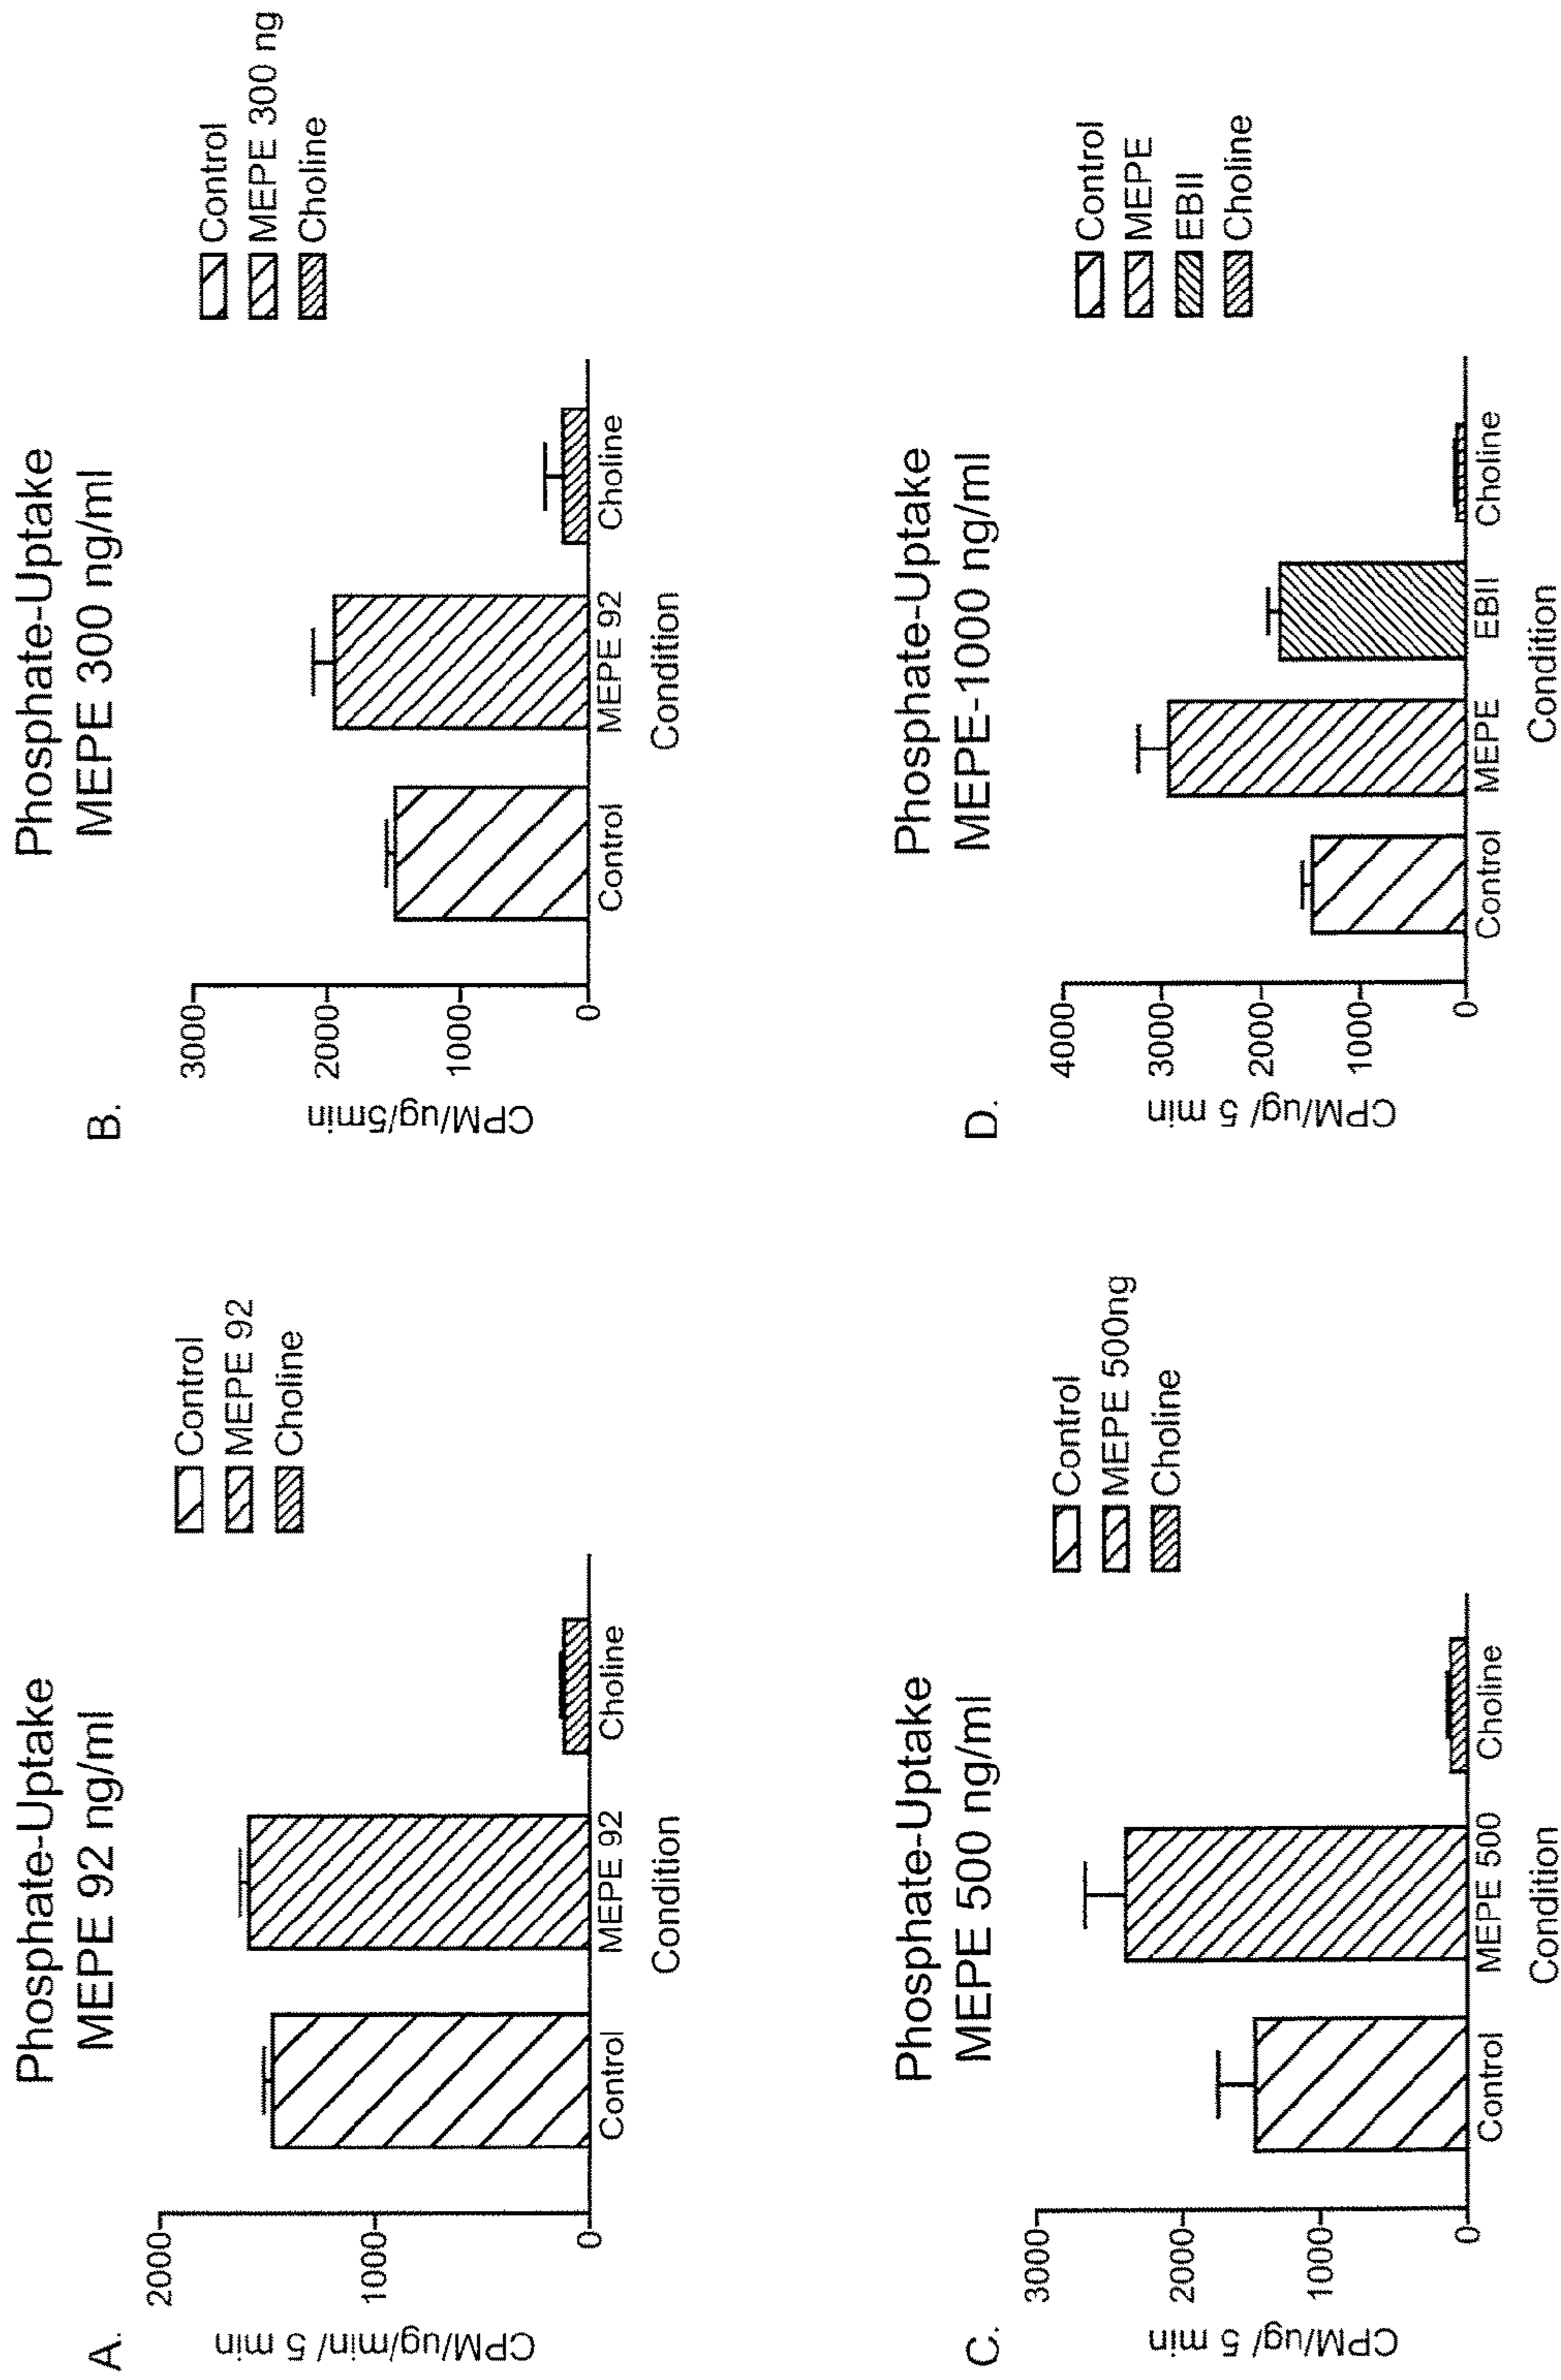 A.
Phosphate-Uptake
MEPE 92 ng/ml
CPM/ug/min/ 5 min
2000
1000
0
Control
MEPE 92
Choline
Condition
Control
MEPE 92
Choline
B.
Phosphate-Uptake
MEPE 300 ng/ml
CPM/ug/5min
3000
2000
1000
0
Control
MEPE 92
Choline
Condition
Control
MEPE 300 ng
Choline
C.
Phosphate-Uptake
MEPE 500 ng/ml
CPM/ug/ 5 min
3000
2000
1000
0
Control
MEPE 500
Choline
Condition
Control
MEPE 500ng
Choline
D.
Phosphate-Uptake
MEPE-1000 ng/ml
CPM/ug/ 5 min
4000
3000
2000
1000
0
Control
MEPE
EBII
Choline
Condition
Control
MEPE
EBII
Choline